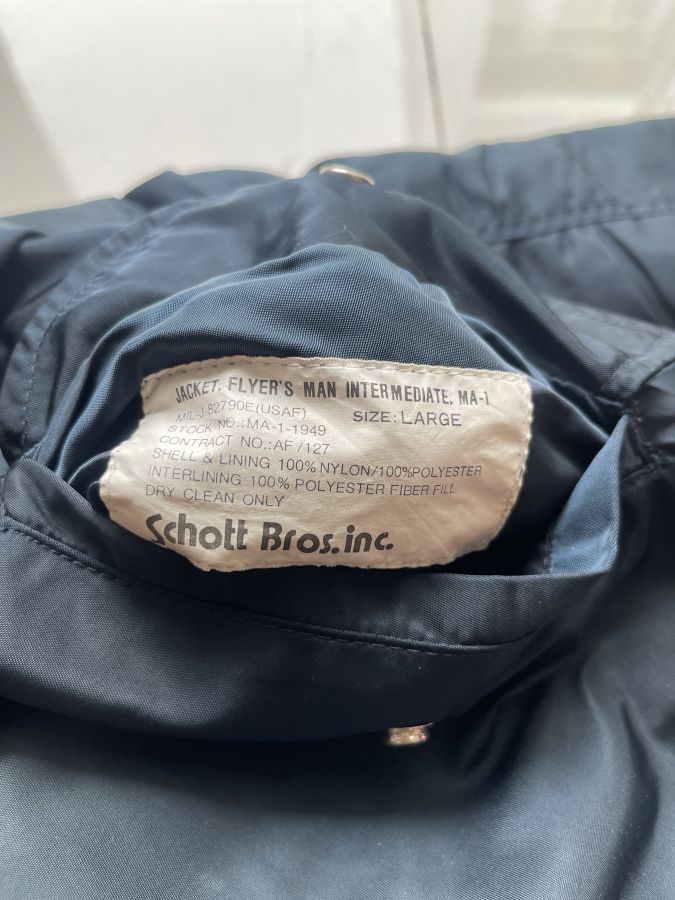 JACKET, FLYER'S MAN INTERMEDIATE, MA-1
MIL-J-82790E(USAF) SIZE: LARGE
STOCK NO.: MA-1-1949
CONTRACT NO.: AF/127
SHELL & LINING 100% NYLON/100% POLYESTER
INTERLINING 100% POLYESTER FIBER FILL
DRY CLEAN ONLY
Schott Bros. inc.